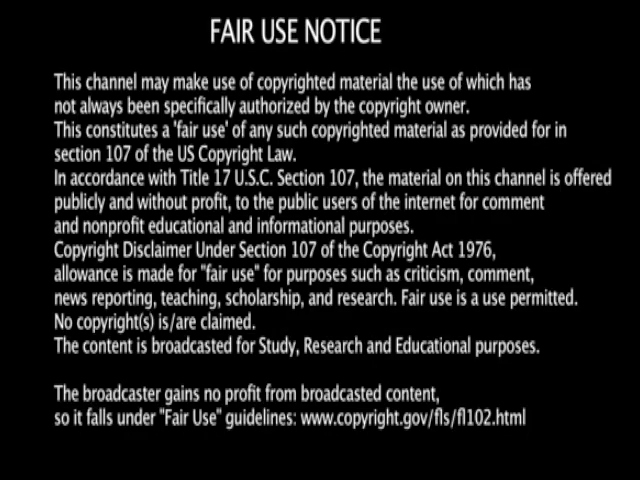 FAIR USE NOTICE
This channel may make use of copyrighted material the use of which has
not always been specifically authorized by the copyright owner.
This constitutes a 'fair use' of any such copyrighted material as provided for in
section 107 of the US Copyright Law.
In accordance with Title 17 U.S.C. Section 107, the material on this channel is offered
publicly and without profit, to the public users of the internet for comment
and nonprofit educational and informational purposes.
Copyright Disclaimer Under Section 107 of the Copyright Act 1976,
allowance is made for "fair use" for purposes such as criticism, comment,
news reporting, teaching, scholarship, and research. Fair use is a use permitted.
No copyright(s) is/are claimed.
The content is broadcasted for Study, Research and Educational purposes.
The broadcaster gains no profit from broadcasted content,
so it falls under "Fair Use" guidelines: www.copyright.gov/fls/fl102.html